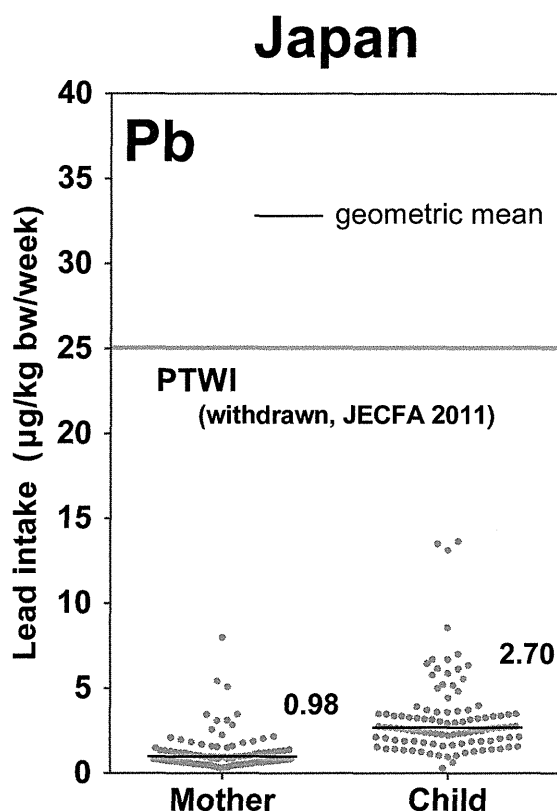 Japan
40
Pb
35
geometric mean
30
25
PTWI
(withdrawn, JECFA 2011)
20
15
10
5
0
Lead intake (µg/kg bw/week)
2.70
0.98
Mother
Child